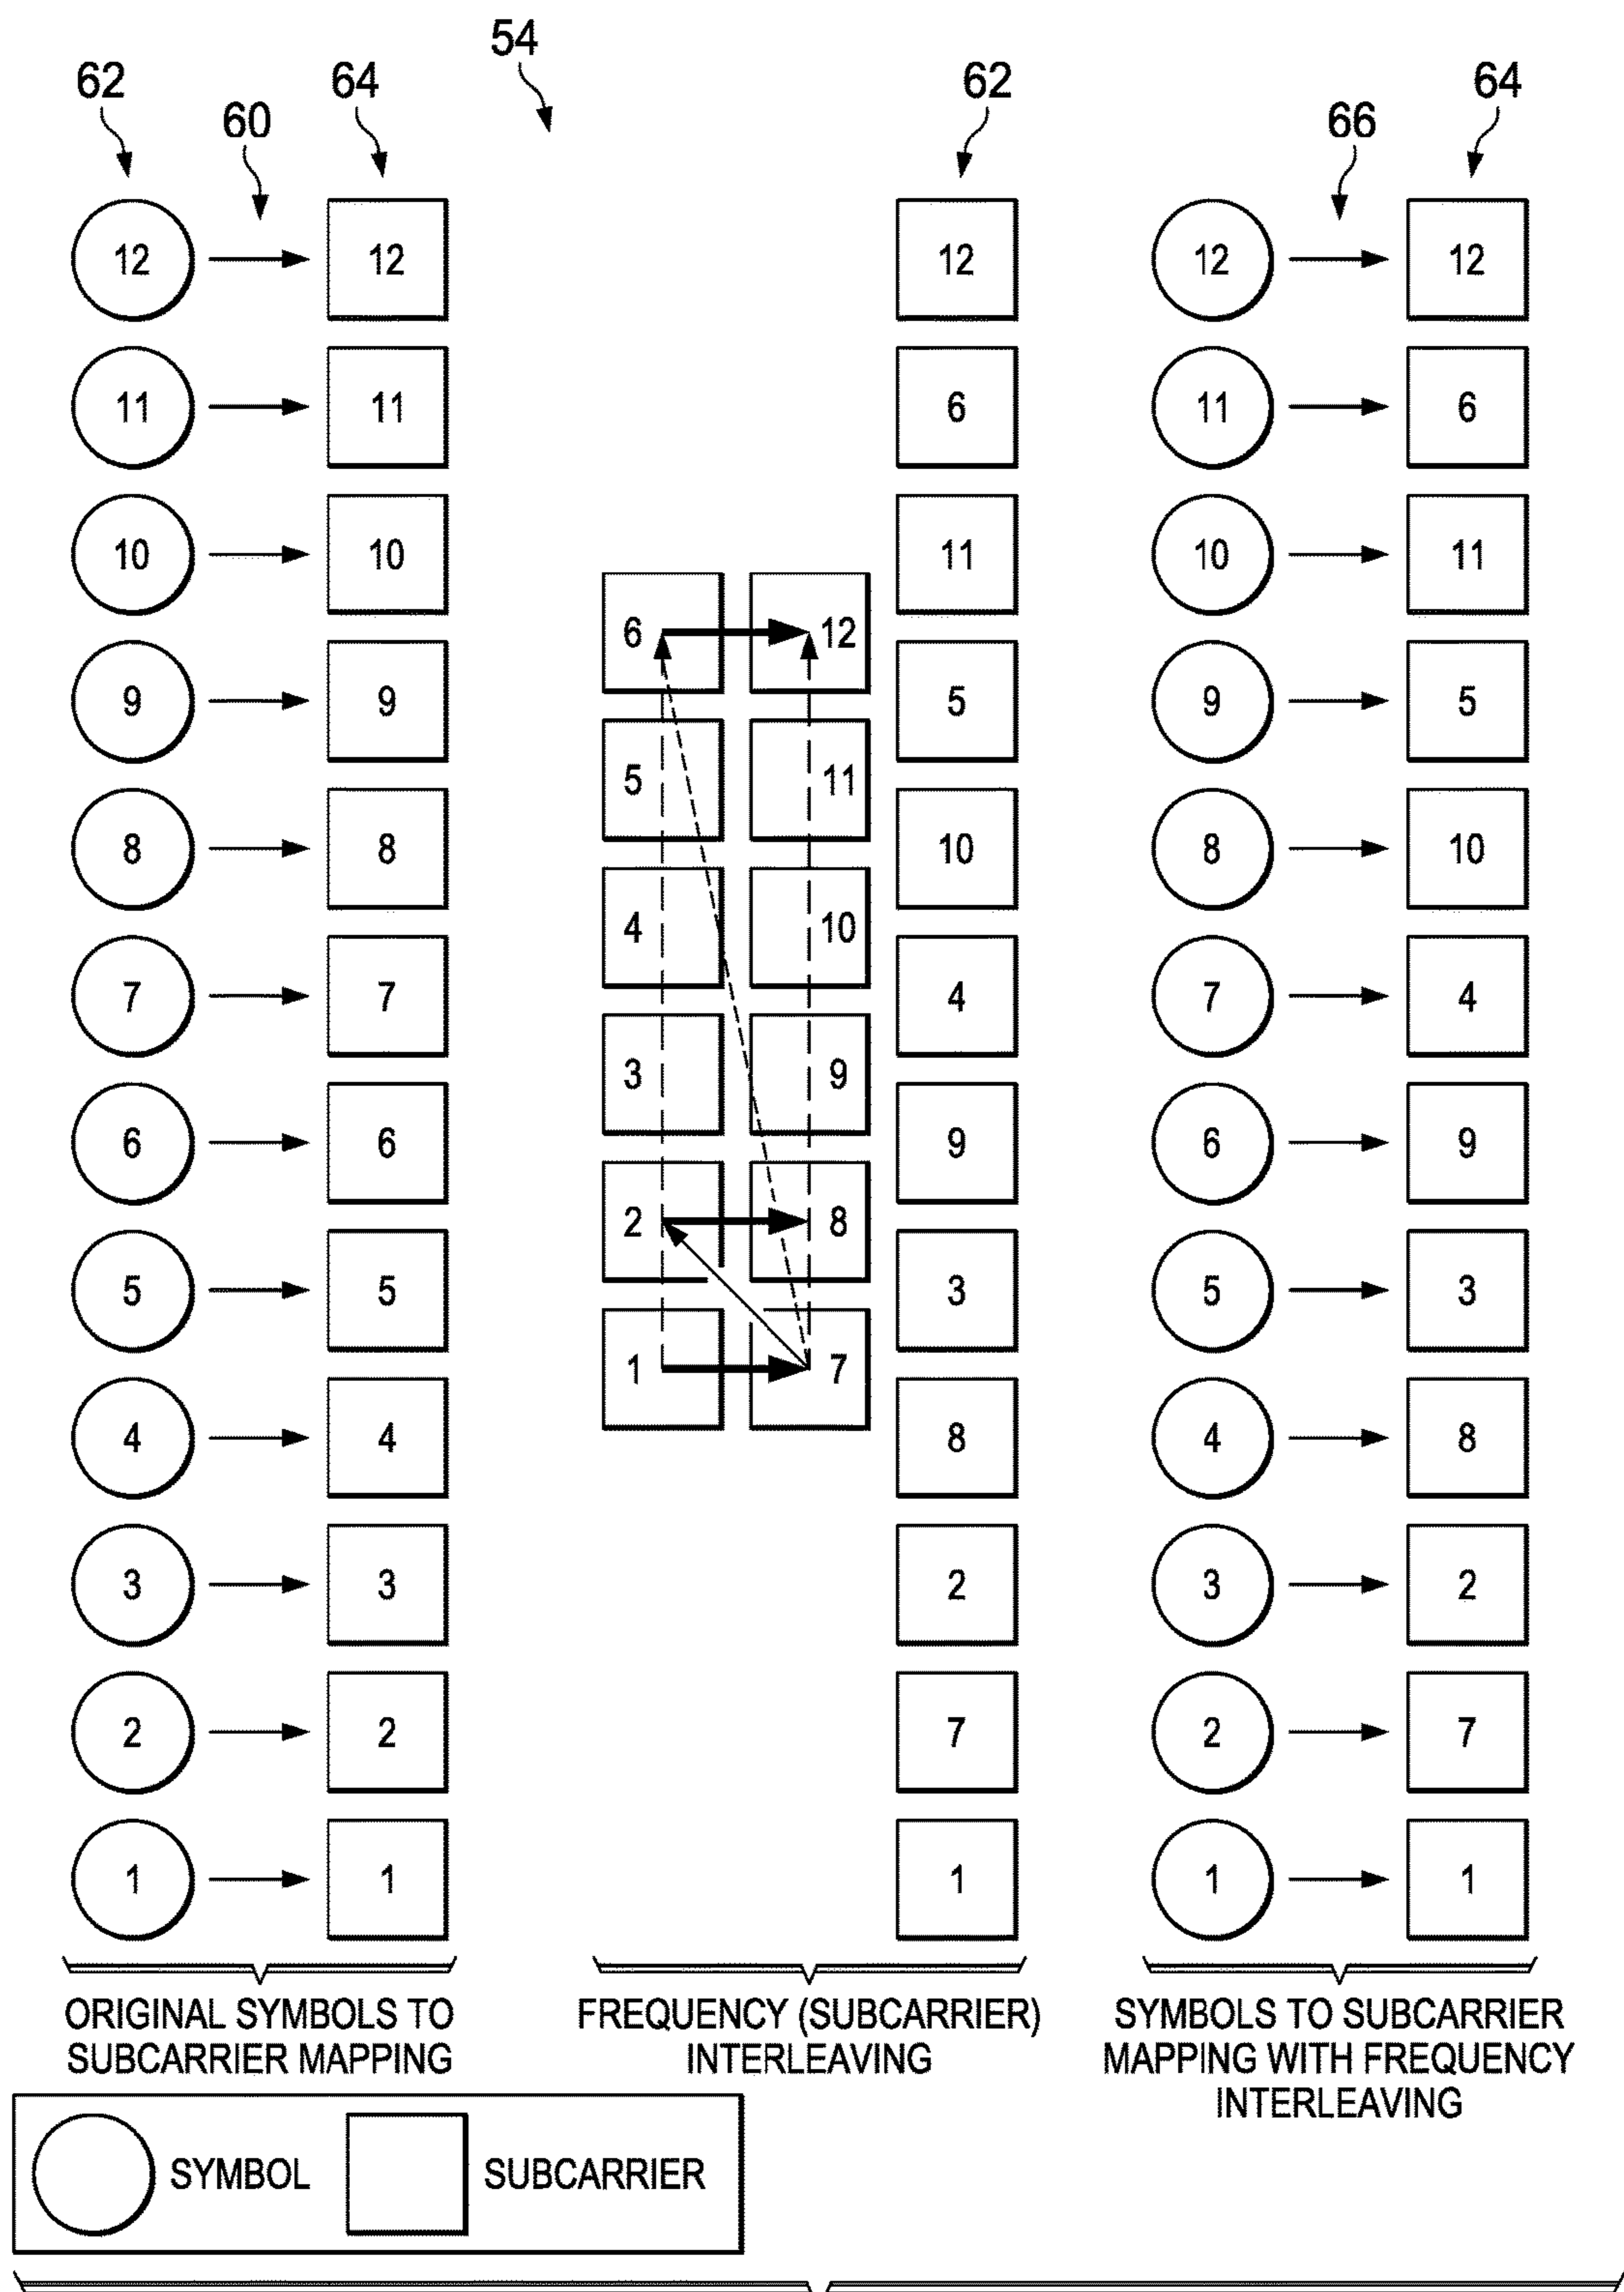 54
62 64 62 64
60 66
12 12 12 12 12
11 11 6 11 6
10 10 11 10 11
6 12
9 9 5 9 5
5 11
8 8 10 8 10
4 10
7 7 4 7 4
3 9
6 6 9 6 9
2 8
5 5 3 5 3
1 7
4 4 8 4 8
3 3 2 3 2
2 2 7 2 7
1 1 1 1 1
ORIGINAL SYMBOLS TO
SUBCARRIER MAPPING
FREQUENCY (SUBCARRIER)
INTERLEAVING
SYMBOLS TO SUBCARRIER
MAPPING WITH FREQUENCY
INTERLEAVING
SYMBOL SUBCARRIER